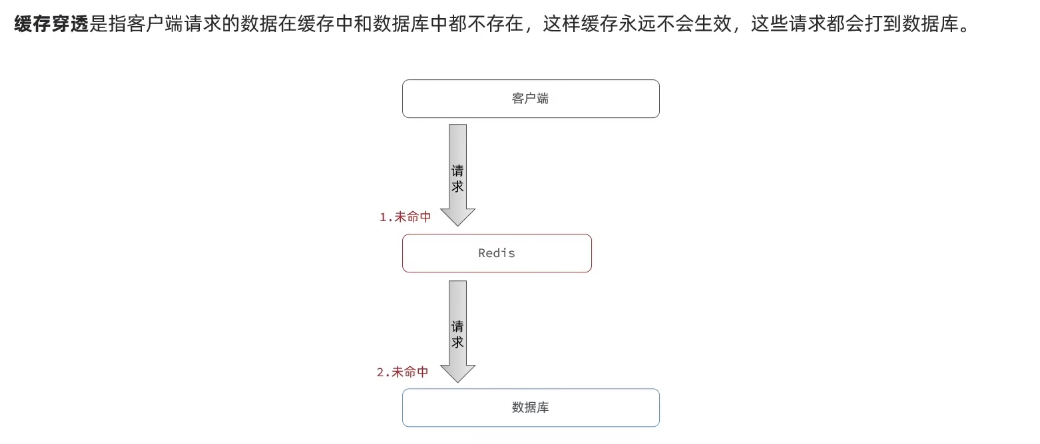 缓存穿透是指客户端请求的数据在缓存中和数据库中都不存在，这样缓存永远不会生效，这些请求都会打到数据库。
客户端
请求
1.未命中
Redis
请求
2.未命中
数据库